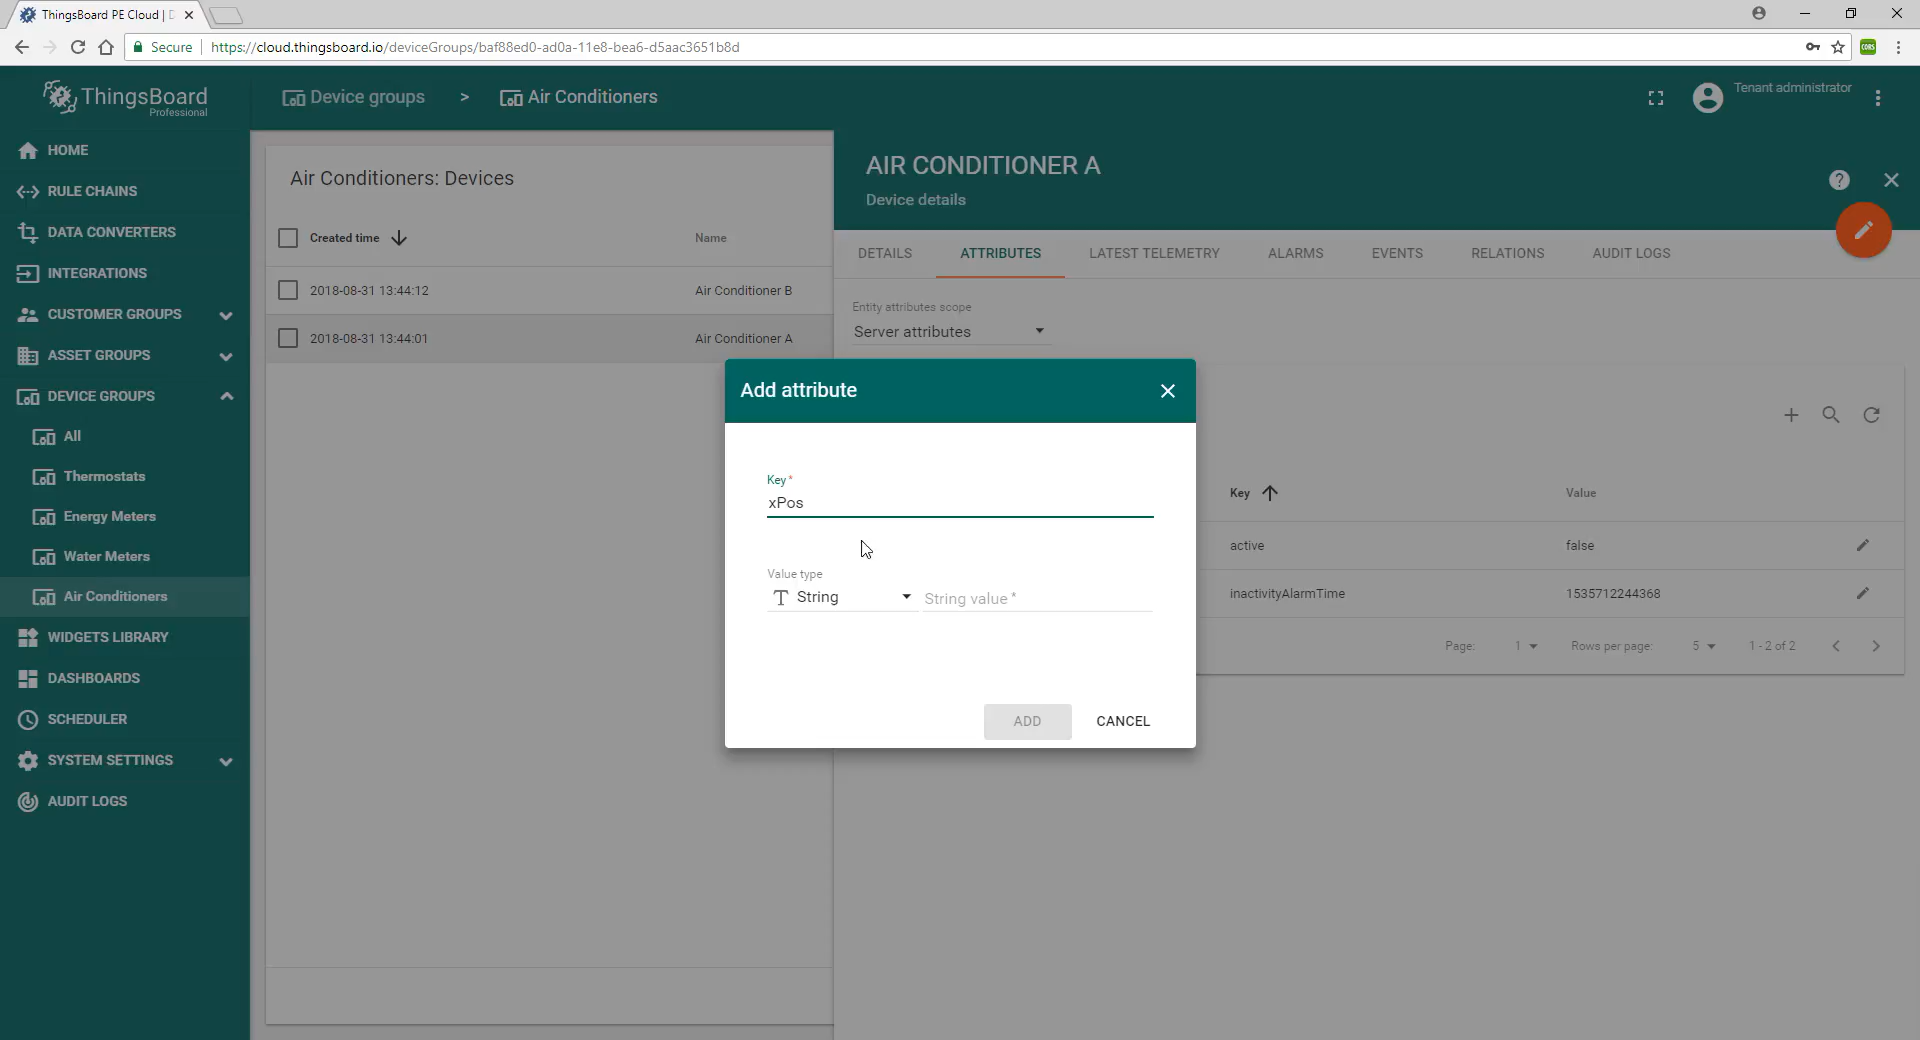 ThingsBoard PE Cloud | D
Secure
https://cloud.thingsboard.io/deviceGroups/baf88ed0-ad0a-11e8-bea6-d5aac3651b8d
CORS
ThingsBoard
Professional
Device groups > Air Conditioners
Tenant administrator
HOME
RULE CHAINS
DATA CONVERTERS
INTEGRATIONS
CUSTOMER GROUPS
ASSET GROUPS
DEVICE GROUPS
All
Thermostats
Energy Meters
Water Meters
Air Conditioners
WIDGETS LIBRARY
DASHBOARDS
SCHEDULER
SYSTEM SETTINGS
AUDIT LOGS
Air Conditioners: Devices
Created time Name
2018-08-31 13:44:12 Air Conditioner B
2018-08-31 13:44:01 Air Conditioner A
AIR CONDITIONER A
Device details
DETAILS ATTRIBUTES LATEST TELEMETRY ALARMS EVENTS RELATIONS AUDIT LOGS
Entity attributes scope
Server attributes
Key Value
active false
inactivityAlarmTime 1535712244368
Page: 1 Rows per page: 5 1 - 2 of 2
Add attribute
Key *
xPos
Value type
String String value *
ADD CANCEL